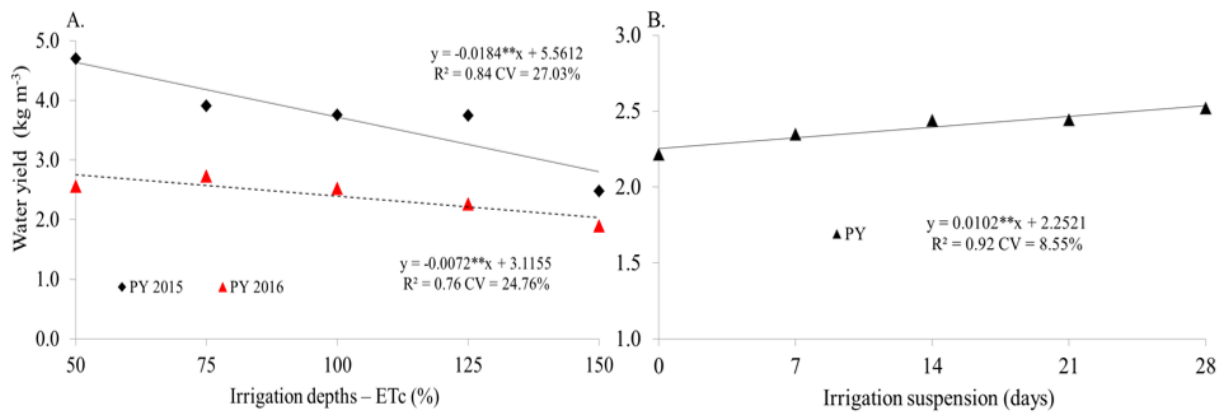 A.
Water yield (kg m⁻³)
5.0
4.0
3.0
2.0
1.0
0.0
y = -0.0184**x + 5.5612
R² = 0.84 CV = 27.03%
y = -0.0072**x + 3.1155
R² = 0.76 CV = 24.76%
PY 2015 PY 2016
50 75 100 125 150
Irrigation depths – ETc (%)
B.
3.0
2.5
2.0
1.5
1.0
PY
y = 0.0102**x + 2.2521
R² = 0.92 CV = 8.55%
0 7 14 21 28
Irrigation suspension (days)